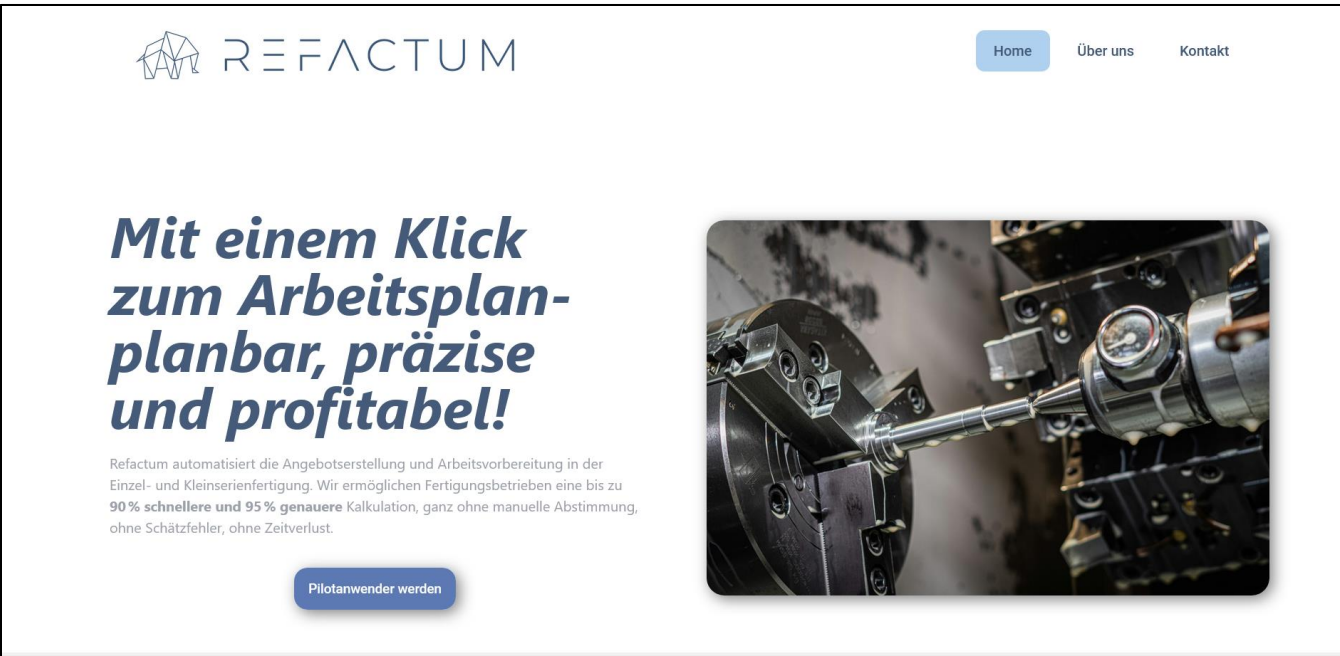 REFACTUM
Home
Über uns
Kontakt
Mit einem Klick
zum Arbeitsplan-
planbar, präzise
und profitabel!
Refactum automatisiert die Angebotserstellung und Arbeitsvorbereitung in der
Einzel- und Kleinserienfertigung. Wir ermöglichen Fertigungsbetrieben eine bis zu
90 % schnellere und 95 % genauere Kalkulation, ganz ohne manuelle Abstimmung,
ohne Schätzfehler, ohne Zeitverlust.
Pilotanwender werden